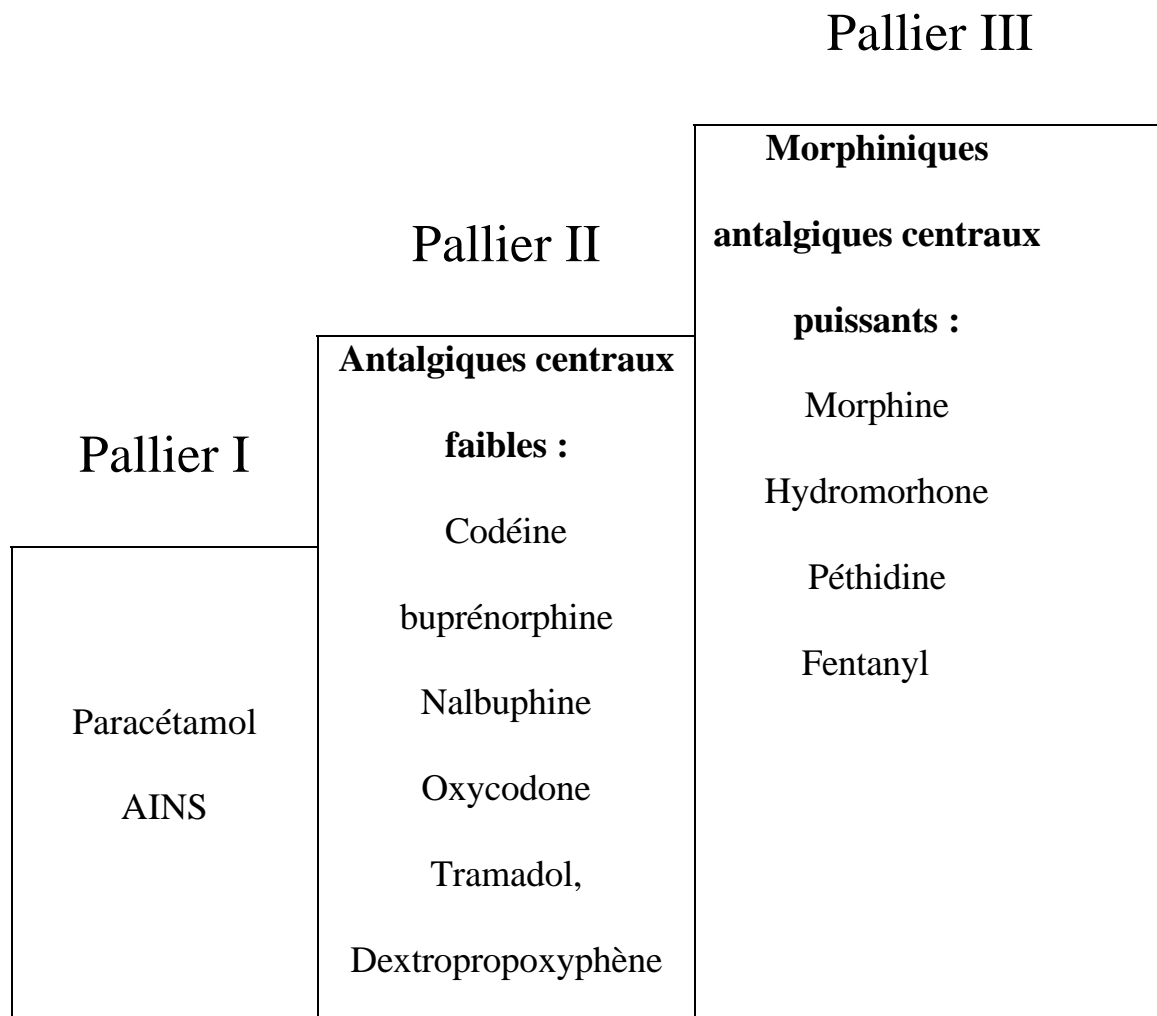 Pallier I
Paracétamol
AINS
Pallier II
Antalgiques centraux
faibles :
Codéine
buprénorphine
Nalbuphine
Oxycodone
Tramadol,
Dextropropoxyphène
Pallier III
Morphiniques
antalgiques centraux
puissants :
Morphine
Hydromorhone
Péthidine
Fentanyl